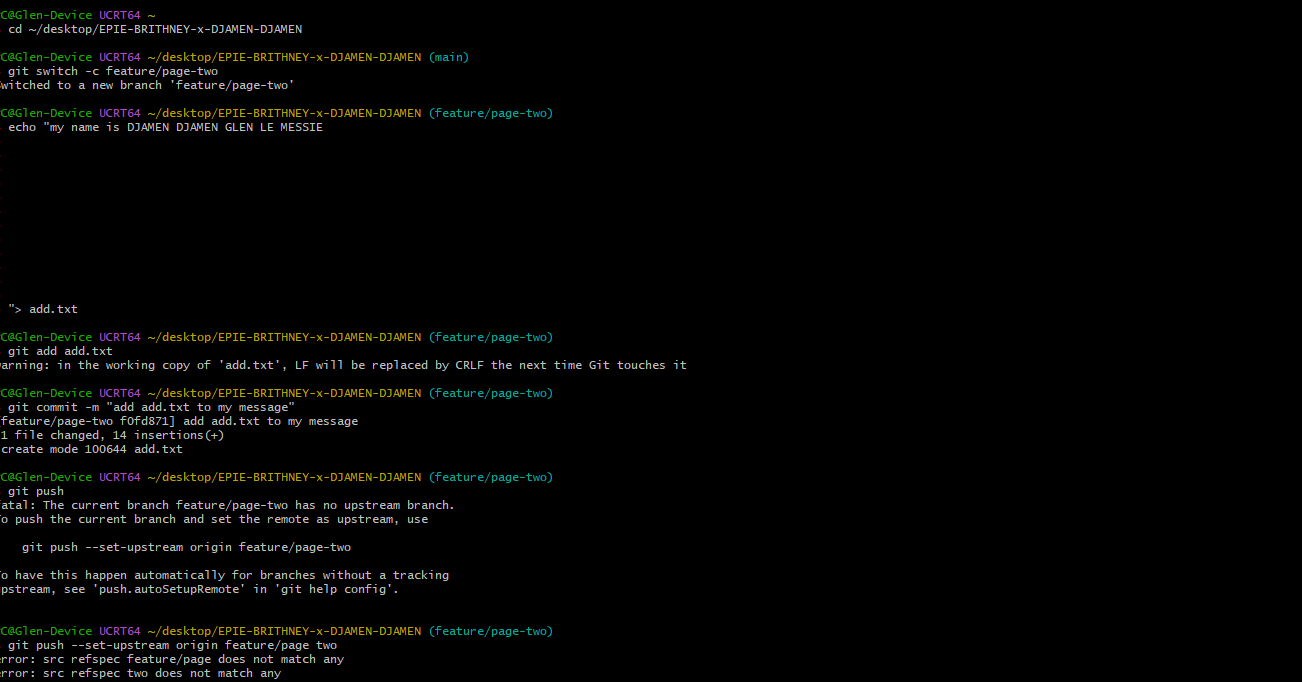 C@Glen-Device UCRT64 ~
cd ~/desktop/EPIE-BRITHNEY-x-DJAMEN-DJAMEN
C@Glen-Device UCRT64 ~/desktop/EPIE-BRITHNEY-x-DJAMEN-DJAMEN (main)
git switch -c feature/page-two
witched to a new branch 'feature/page-two'
C@Glen-Device UCRT64 ~/desktop/EPIE-BRITHNEY-x-DJAMEN-DJAMEN (feature/page-two)
echo "my name is DJAMEN DJAMEN GLEN LE MESSIE
"> add.txt
C@Glen-Device UCRT64 ~/desktop/EPIE-BRITHNEY-x-DJAMEN-DJAMEN (feature/page-two)
git add add.txt
arning: in the working copy of 'add.txt', LF will be replaced by CRLF the next time Git touches it
C@Glen-Device UCRT64 ~/desktop/EPIE-BRITHNEY-x-DJAMEN-DJAMEN (feature/page-two)
git commit -m "add add.txt to my message"
[feature/page-two f0fd871] add add.txt to my message
1 file changed, 14 insertions(+)
create mode 100644 add.txt
C@Glen-Device UCRT64 ~/desktop/EPIE-BRITHNEY-x-DJAMEN-DJAMEN (feature/page-two)
git push
fatal: The current branch feature/page-two has no upstream branch.
To push the current branch and set the remote as upstream, use
git push --set-upstream origin feature/page-two
To have this happen automatically for branches without a tracking
upstream, see 'push.autoSetupRemote' in 'git help config'.
C@Glen-Device UCRT64 ~/desktop/EPIE-BRITHNEY-x-DJAMEN-DJAMEN (feature/page-two)
git push --set-upstream origin feature/page two
error: src refspec feature/page does not match any
error: src refspec two does not match any